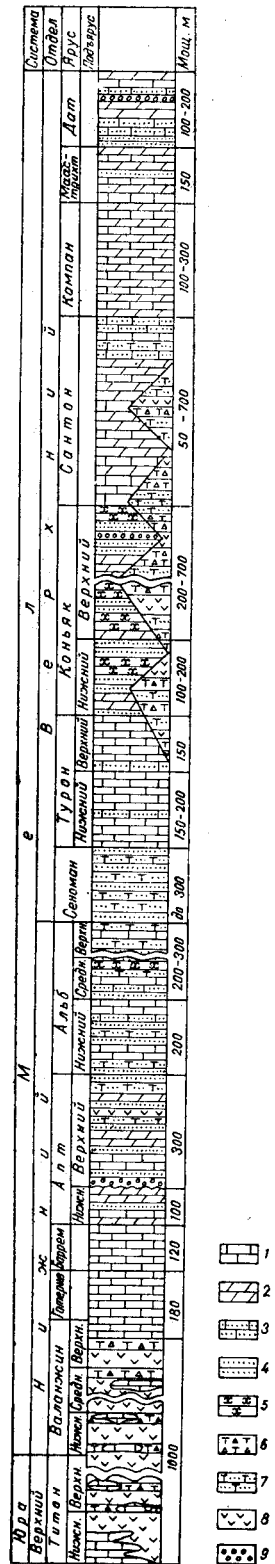 Система
Отдел
Ярус
Подъярус
Мощ. м
Мел
Верхний
Дат
100-200
Маас-
трихт
150
Кампан
100-300
Сантон
50 - 700
Коньяк
Верхний
200-700
Нижний
100-200
Турон
Верхний
150
Нижний
150-200
Сеноман
до 300
Нижний
Альб
Верхн.
Средн.
200-300
Нижний
200
Апт
Верхний
300
Нижн.
100
Баррем
120
Готерив
180
Валанжин
Верхн.
Средн.
Нижн.
1000
Юра
Верхний
Титон
Верхн.
Нижн.
1
2
3
4
5
6
7
8
9